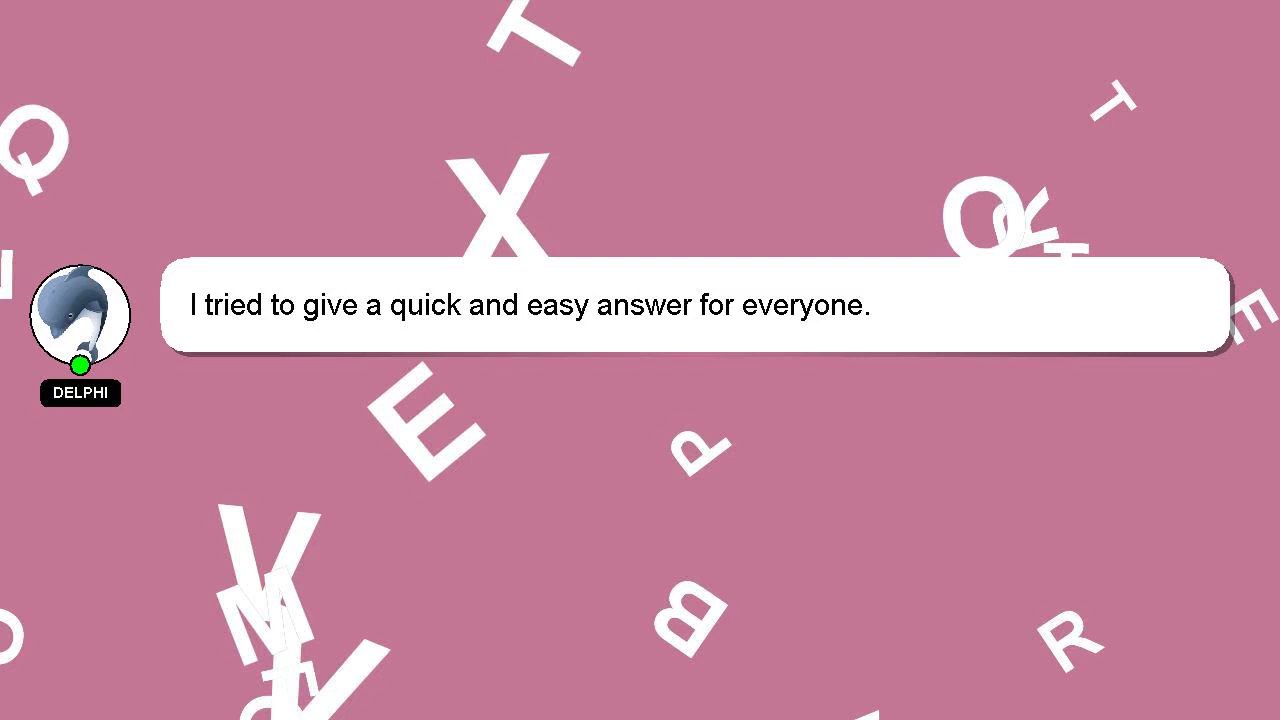 T
T
Q
X
Q
R
T
E
I tried to give a quick and easy answer for everyone.
DELPHI
E
P
V
M
B
R
V